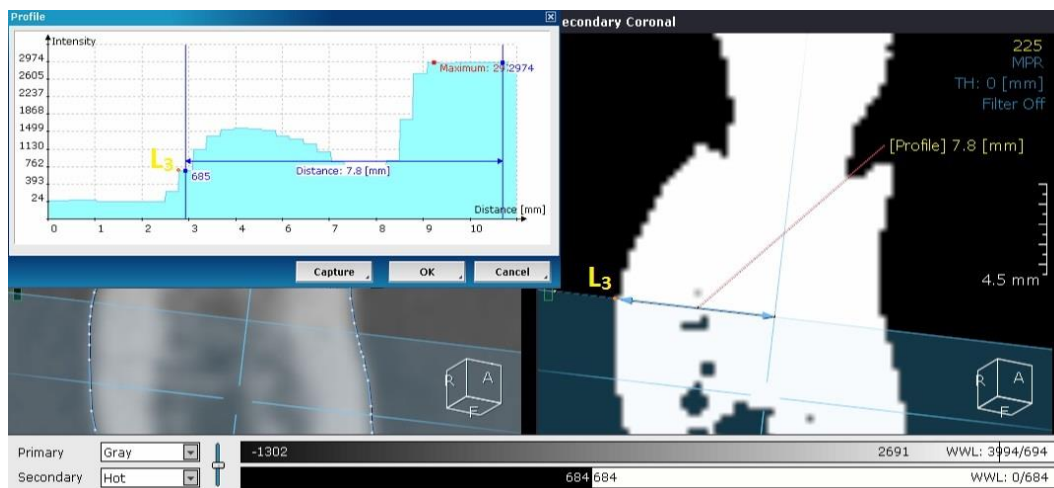 Profile
Intensity
2974
2605
2237
1868
1499
1130
762
393
24
Maximum: 29.2974
L3
685
Distance: 7.8 [mm]
Distance [mm]
0 1 2 3 4 5 6 7 8 9 10
Capture OK Cancel
econdary Coronal
225
MPR
TH: 0 [mm]
Filter Off
[Profile] 7.8 [mm]
4.5 mm
L3
R A F
R A F
Primary Gray -1302 2691 WWL: 3994/694
Secondary Hot 684 684 WWL: 0/684